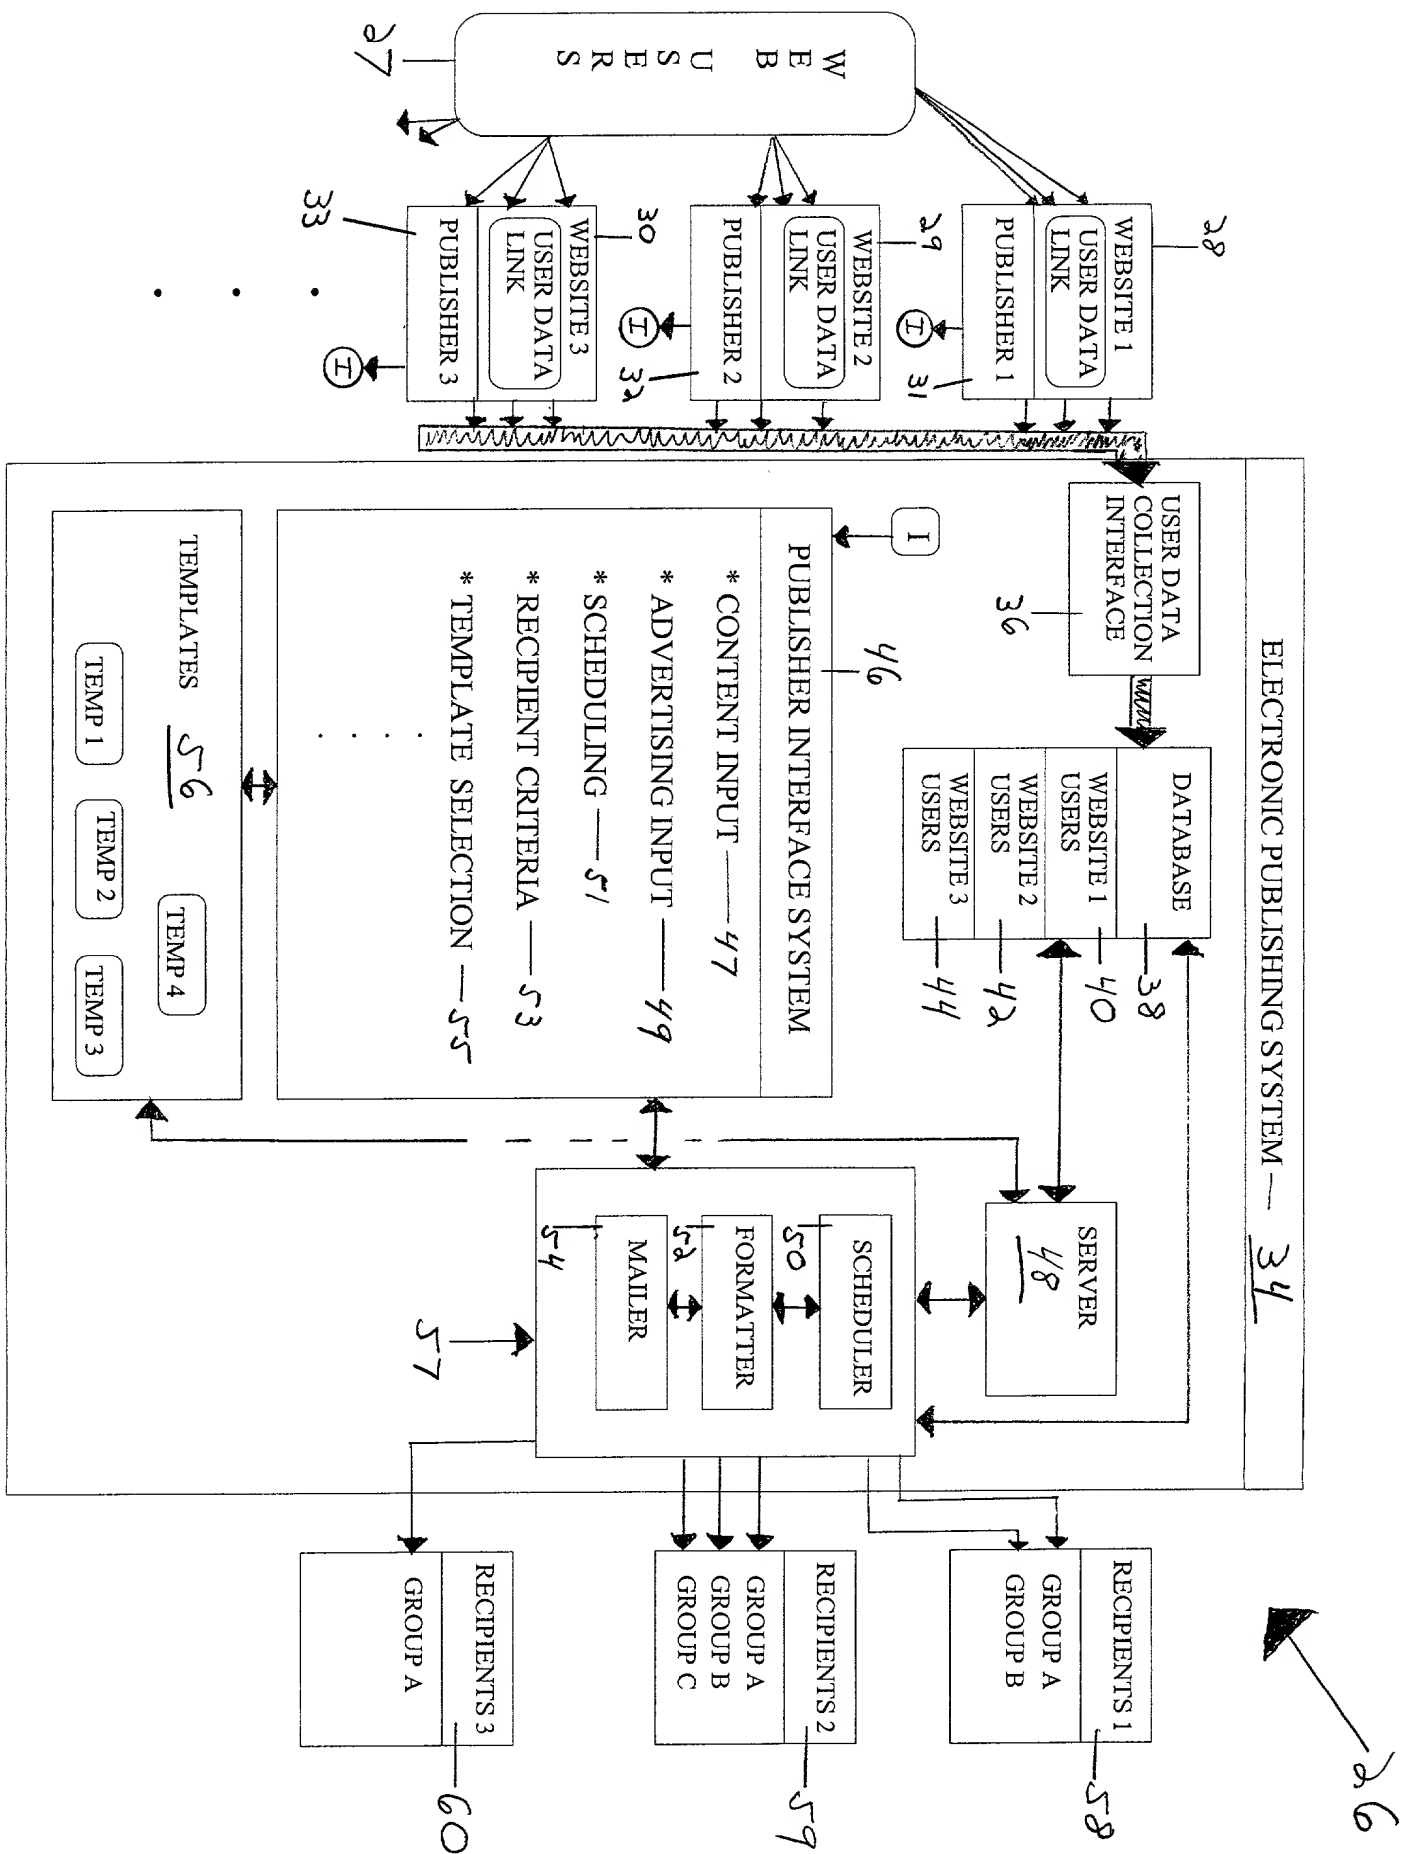 26
ELECTRONIC PUBLISHING SYSTEM — 34
WEB USERS
27
28
WEBSITE 1
USER DATA
LINK
PUBLISHER 1
31
I
29
WEBSITE 2
USER DATA
LINK
PUBLISHER 2
32
I
30
WEBSITE 3
USER DATA
LINK
PUBLISHER 3
33
I
. . .
USER DATA
COLLECTION
INTERFACE
36
DATABASE
38
WEBSITE 1
USERS
40
WEBSITE 2
USERS
42
WEBSITE 3
USERS
44
SERVER
48
I
46
PUBLISHER INTERFACE SYSTEM
* CONTENT INPUT — 47
* ADVERTISING INPUT — 49
* SCHEDULING — 51
* RECIPIENT CRITERIA — 53
* TEMPLATE SELECTION — 55
. . . .
TEMPLATES
56
TEMP 4
TEMP 1
TEMP 2
TEMP 3
SCHEDULER
50
FORMATTER
52
MAILER
54
57
RECIPIENTS 1
GROUP A
GROUP B
58
RECIPIENTS 2
GROUP A
GROUP B
GROUP C
59
RECIPIENTS 3
GROUP A
60